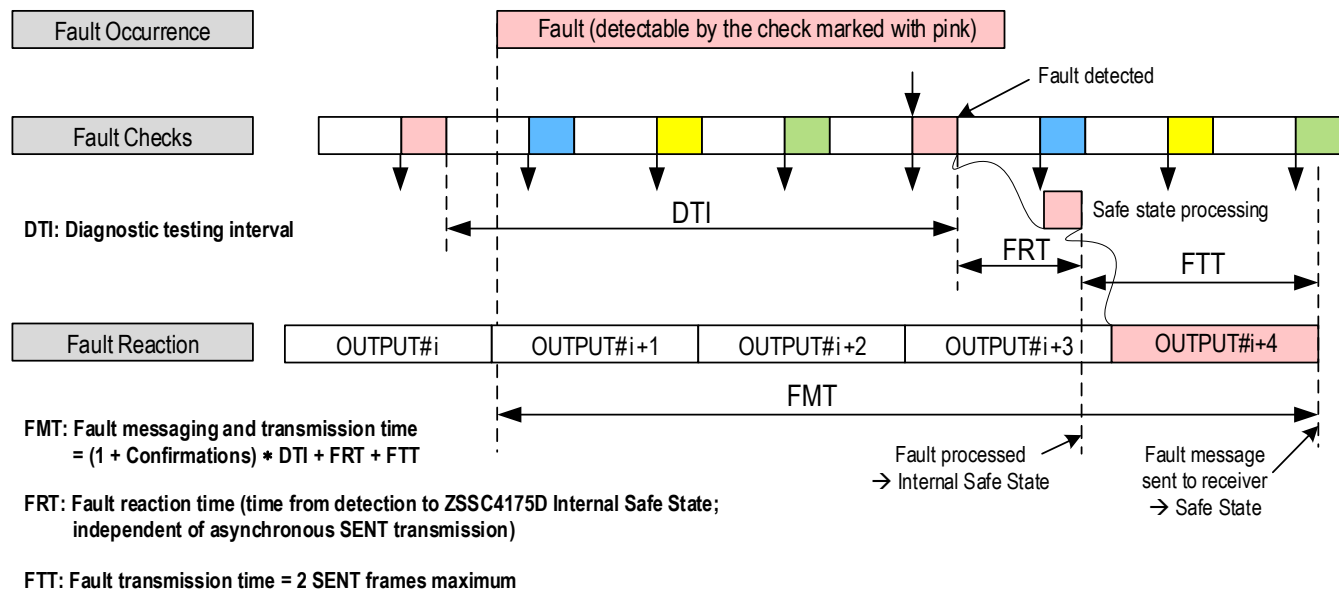 Fault Occurrence
Fault (detectable by the check marked with pink)
Fault detected
Fault Checks
DTI
DTI: Diagnostic testing interval
Safe state processing
FRT
FTT
Fault Reaction
OUTPUT#i
OUTPUT#i+1
OUTPUT#i+2
OUTPUT#i+3
OUTPUT#i+4
FMT
FMT: Fault messaging and transmission time
= (1 + Confirmations) * DTI + FRT + FTT
Fault processed
→ Internal Safe State
Fault message
sent to receiver
→ Safe State
FRT: Fault reaction time (time from detection to ZSSC4175D Internal Safe State;
independent of asynchronous SENT transmission)
FTT: Fault transmission time = 2 SENT frames maximum